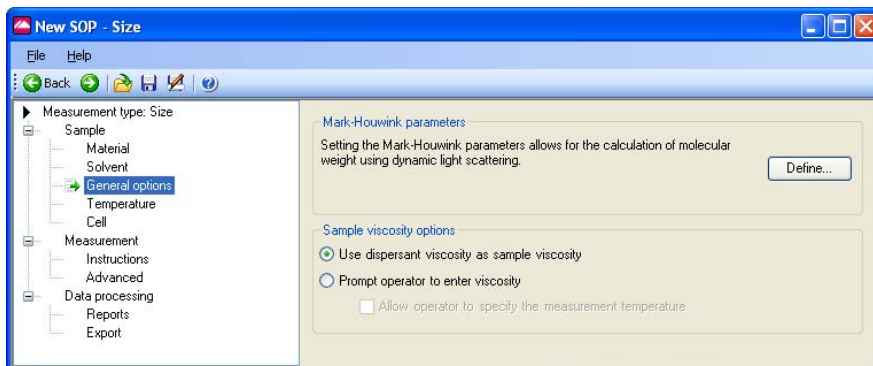 New SOP - Size
File Help
Back
Measurement type: Size
Sample
Material
Solvent
General options
Temperature
Cell
Measurement
Instructions
Advanced
Data processing
Reports
Export
Mark-Houwink parameters
Setting the Mark-Houwink parameters allows for the calculation of molecular
weight using dynamic light scattering.
Define...
Sample viscosity options
Use dispersant viscosity as sample viscosity
Prompt operator to enter viscosity
Allow operator to specify the measurement temperature